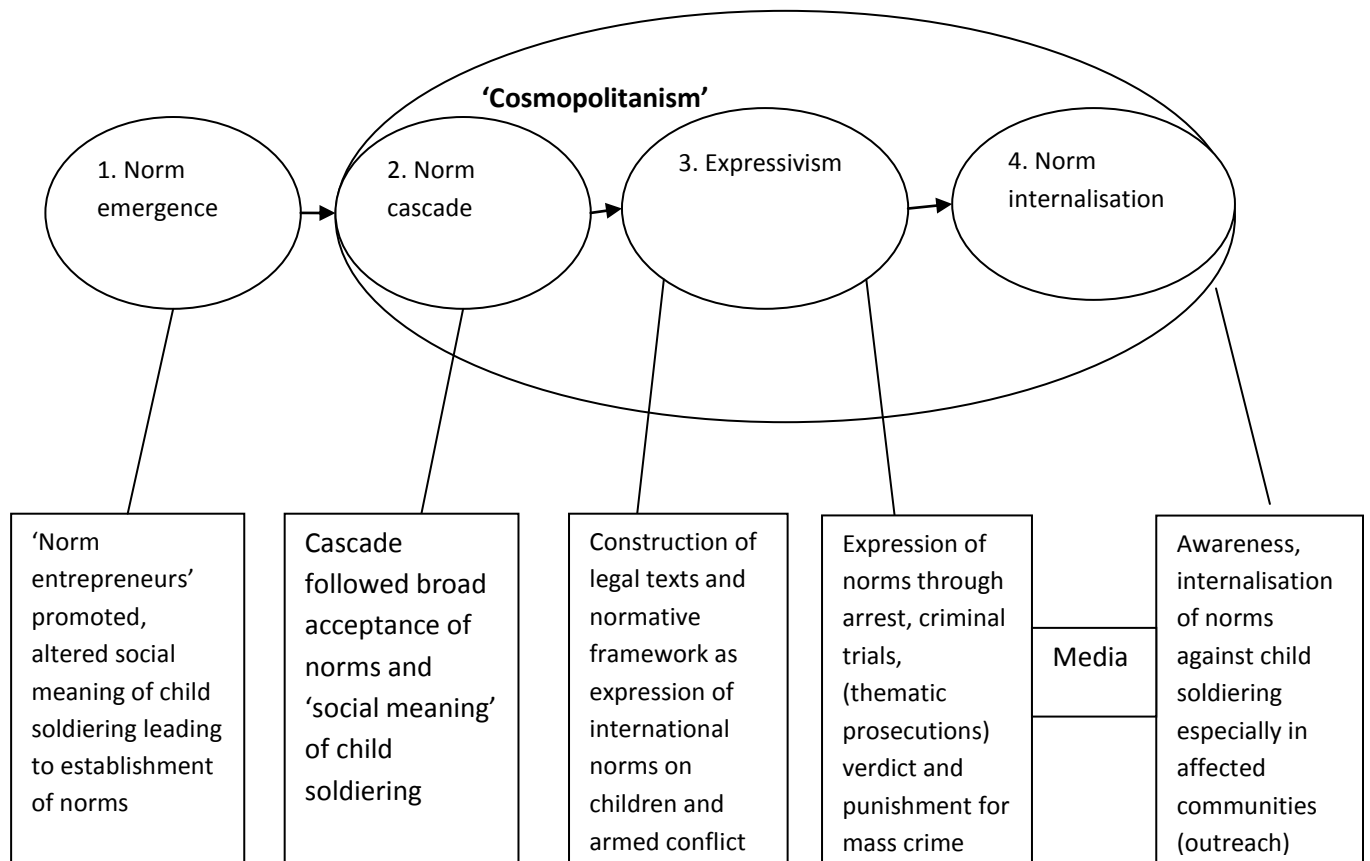 ‘Cosmopolitanism’
1. Norm
emergence
2. Norm
cascade
3. Expressivism
4. Norm
internalisation
‘Norm
entrepreneurs’
promoted,
altered social
meaning of child
soldiering leading
to establishment
of norms
Cascade
followed broad
acceptance of
norms and
‘social meaning’
of child
soldiering
Construction of
legal texts and
normative
framework as
expression of
international
norms on
children and
armed conflict
Expression of
norms through
arrest, criminal
trials,
(thematic
prosecutions)
verdict and
punishment for
mass crime
Media
Awareness,
internalisation
of norms
against child
soldiering
especially in
affected
communities
(outreach)